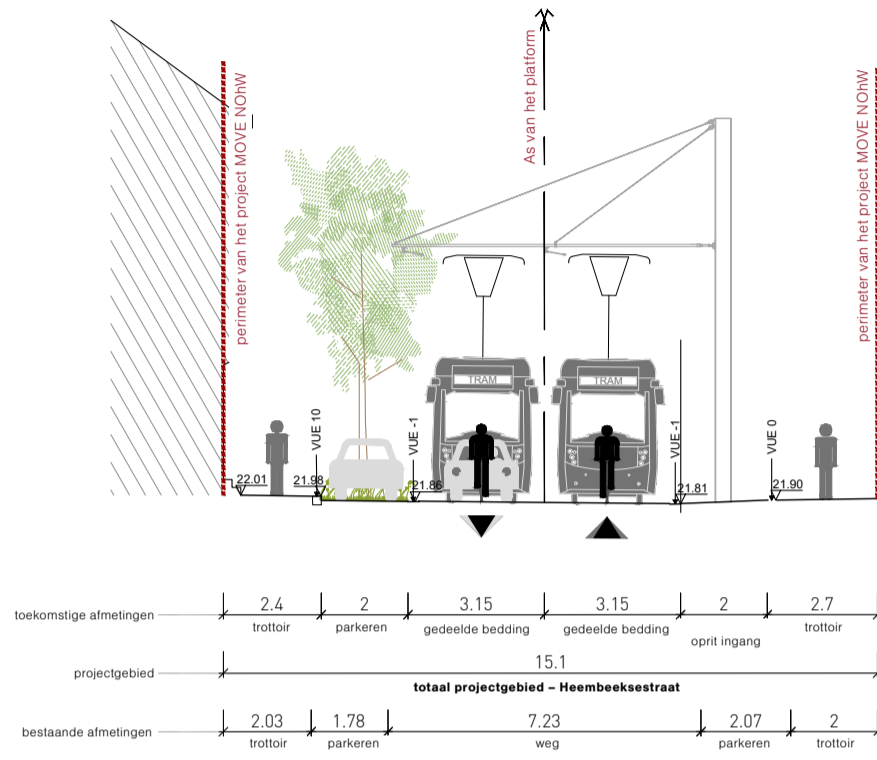 perimeter van het project MOVE NOhW
As van het platform
perimeter van het project MOVE NOhW
TRAM
TRAM
VUE 10
VUE -1
VUE -1
VUE 0
22.01
21.98
21.86
21.81
21.90
toekomstige afmetingen
2.4
2
3.15
3.15
2
2.7
trottoir
parkeren
gedeelde bedding
gedeelde bedding
oprit ingang
trottoir
projectgebied
15.1
totaal projectgebied – Heembeeksestraat
bestaande afmetingen
2.03
1.78
7.23
2.07
2
trottoir
parkeren
weg
parkeren
trottoir